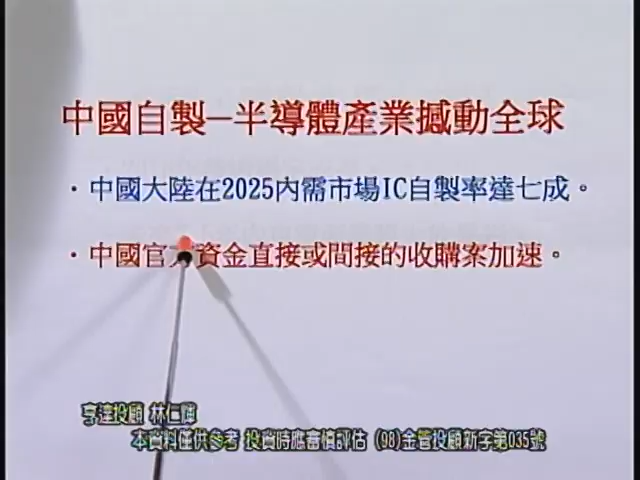 中國自製─半導體產業撼動全球
·中國大陸在2025內需市場IC自製率達七成。
·中國官方資金直接或間接的收購案加速。
亨達投顧 林仁暉
本資料僅供參考 投資時應審慎評估 (98)金管投顧新字第035號